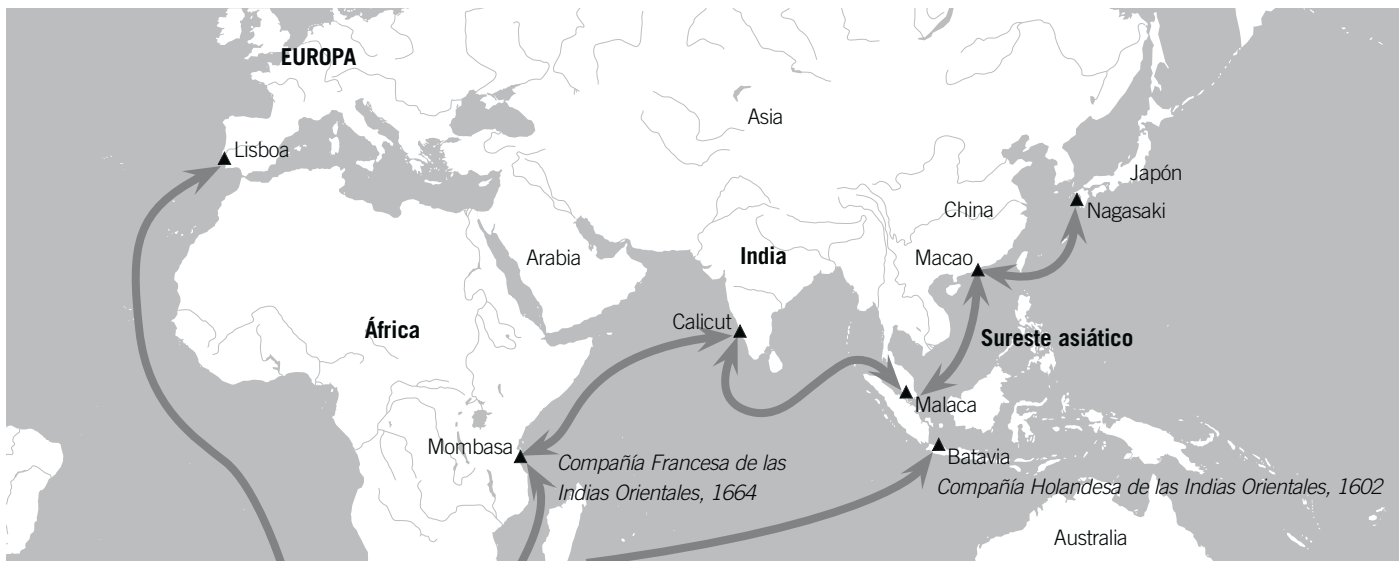 EUROPA
Asia
Lisboa
Japón
China
Nagasaki
Arabia
India
Macao
África
Calicut
Sureste asiático
Malaca
Mombasa
Batavia
Compañía Francesa de las
Indias Orientales, 1664
Compañía Holandesa de las Indias Orientales, 1602
Australia